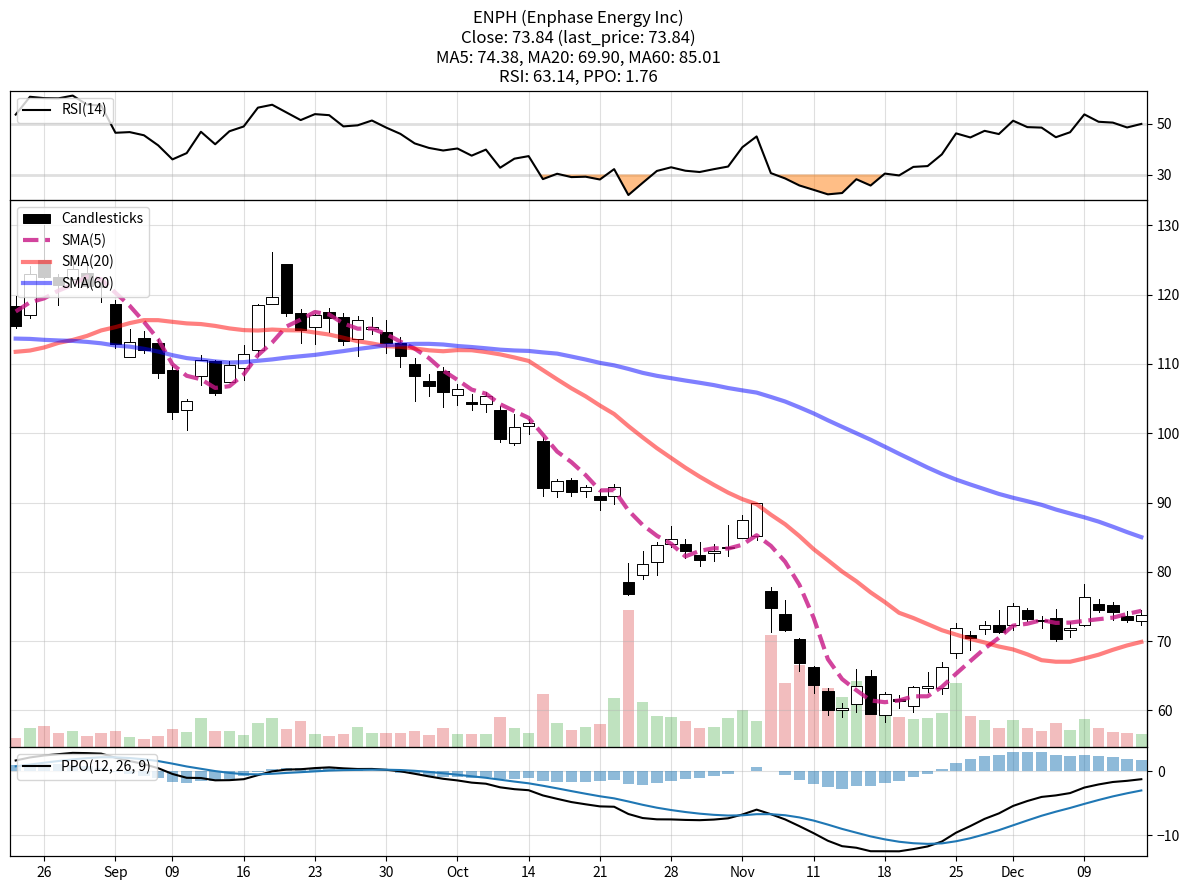 ENPH (Enphase Energy Inc)
Close: 73.84 (last_price: 73.84)
MA5: 74.38, MA20: 69.90, MA60: 85.01
RSI: 63.14, PPO: 1.76
RSI(14)
50
30
Candlesticks
SMA(5)
SMA(20)
SMA(60)
130
120
110
100
90
80
70
60
PPO(12, 26, 9)
0
−10
26 Sep 09 16 23 30 Oct 14 21 28 Nov 11 18 25 Dec 09